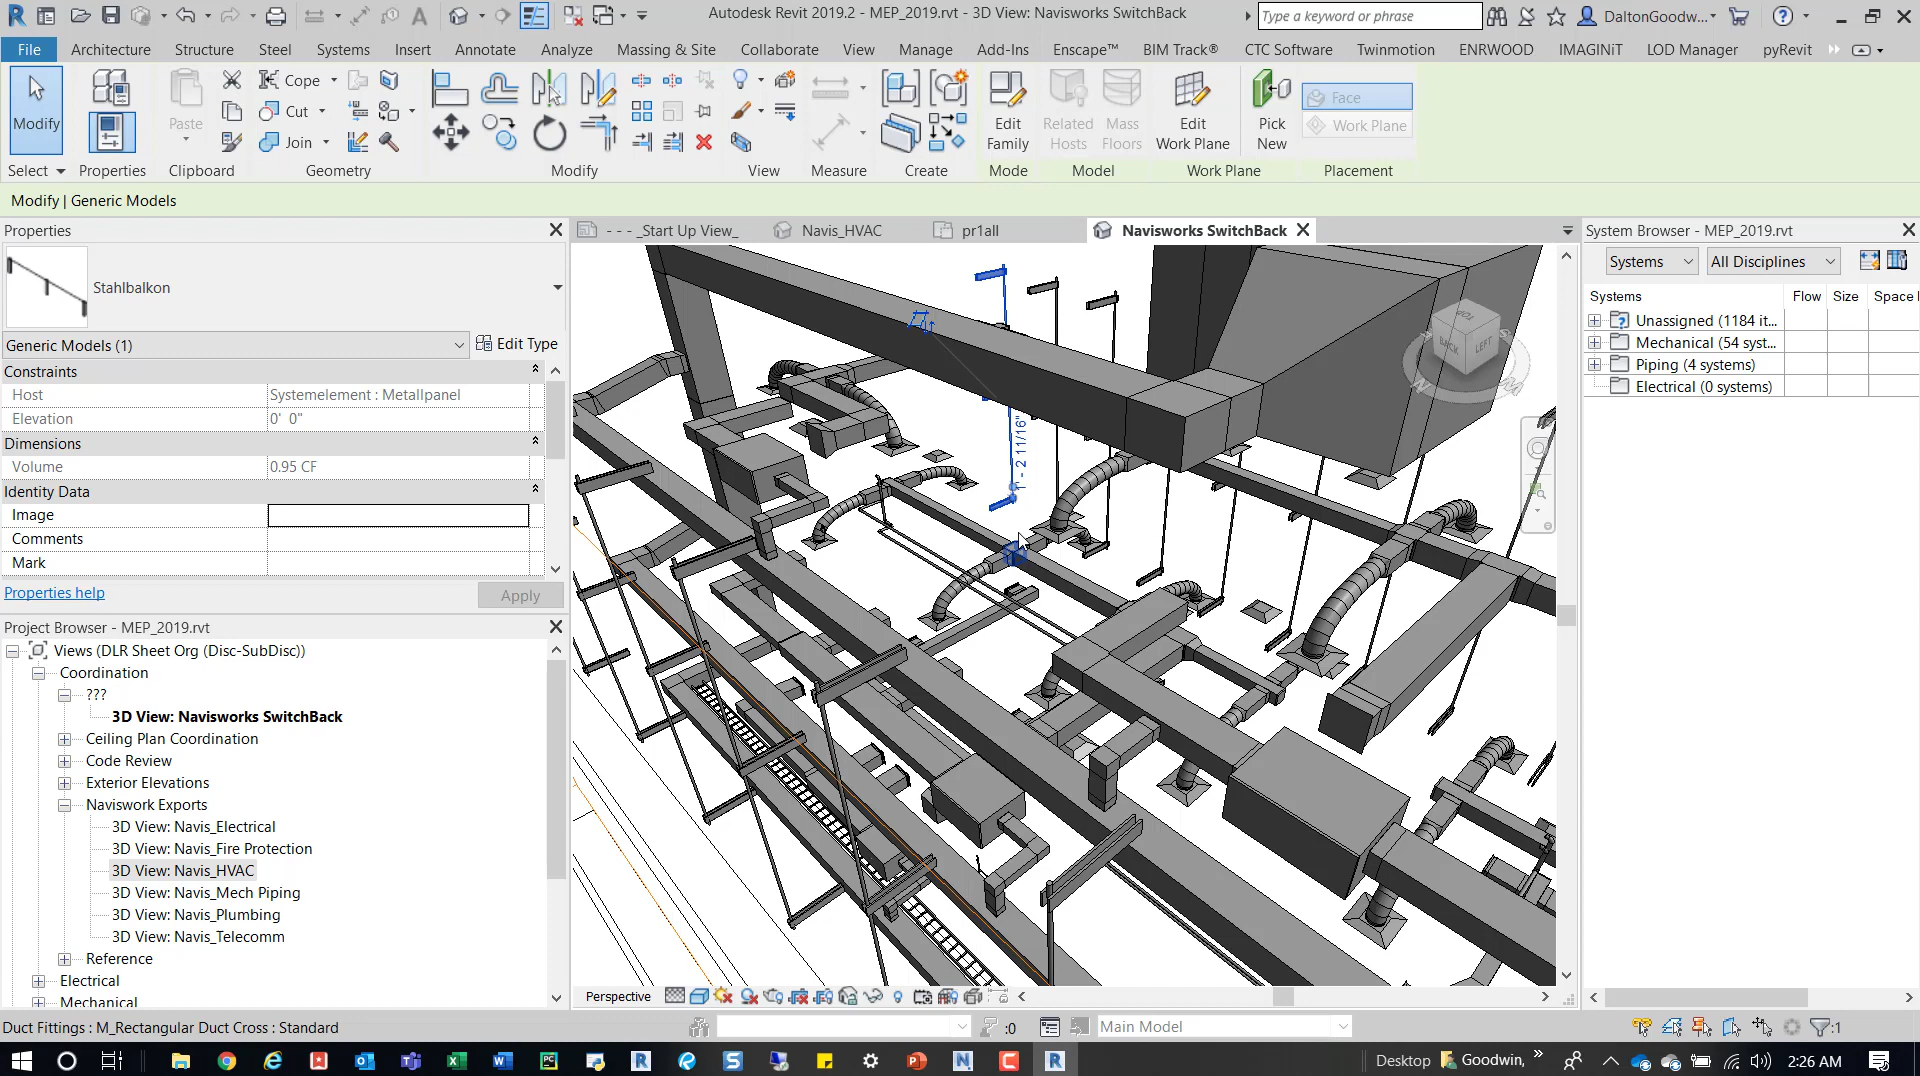 Autodesk Revit 2019.2 - MEP_2019.rvt - 3D View: Navisworks SwitchBack
Type a keyword or phrase
DaltonGoodw...
File Architecture Structure Steel Systems Insert Annotate Analyze Massing & Site Collaborate View Manage Add-Ins Enscape™ BIM Track® CTC Software Twinmotion ENRWOOD IMAGINiT LOD Manager pyRevit
Modify
Paste
Cope
Cut
Join
Edit Family
Related Hosts
Mass Floors
Edit Work Plane
Pick New
Face
Work Plane
Select Properties Clipboard Geometry Modify View Measure Create Mode Model Work Plane Placement
Modify | Generic Models
Properties
- - - _Start Up View_ Navis_HVAC pr1all Navisworks SwitchBack
System Browser - MEP_2019.rvt
Stahlbalkon
Generic Models (1) Edit Type
Constraints
Host Systemelement : Metallpanel
Elevation 0' 0"
Dimensions
Volume 0.95 CF
Identity Data
Image
Comments
Mark
Properties help Apply
Systems All Disciplines
Systems Flow Size Space
Unassigned (1184 it...
Mechanical (54 syst...
Piping (4 systems)
Electrical (0 systems)
1' - 2 11/16"
TOP
BACK
LEFT
Project Browser - MEP_2019.rvt
Views (DLR Sheet Org (Disc-SubDisc))
Coordination
???
3D View: Navisworks SwitchBack
Ceiling Plan Coordination
Code Review
Exterior Elevations
Naviswork Exports
3D View: Navis_Electrical
3D View: Navis_Fire Protection
3D View: Navis_HVAC
3D View: Navis_Mech Piping
3D View: Navis_Plumbing
3D View: Navis_Telecomm
Reference
Electrical
Mechanical
Perspective
Duct Fittings : M_Rectangular Duct Cross : Standard
:0
Main Model
:1
Desktop
Goodwin,
2:26 AM